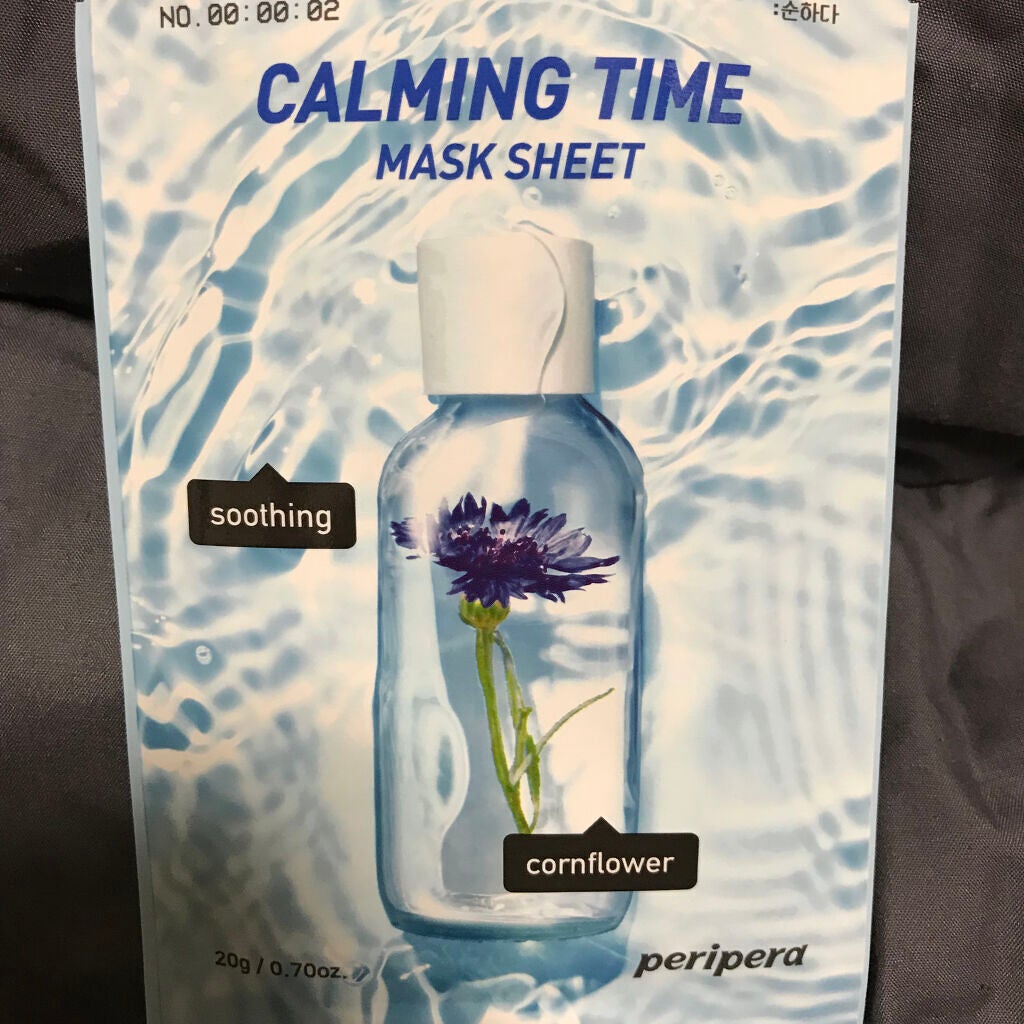 NO. 00:00:02
:순하다
CALMING TIME
MASK SHEET
soothing
cornflower
20g / 0.70oz.
peripera